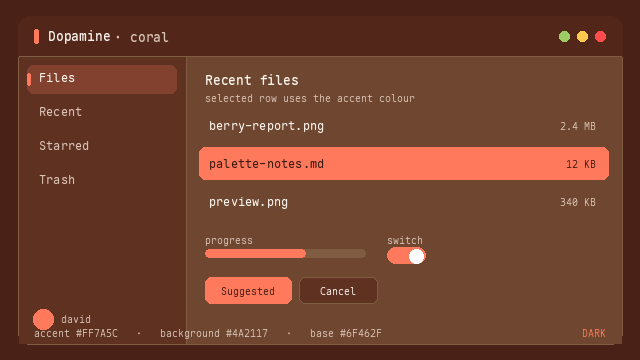 Dopamine · coral
Files
Recent
Starred
Trash
david
Recent files
selected row uses the accent colour
berry-report.png 2.4 MB
palette-notes.md 12 KB
preview.png 340 KB
progress switch
Suggested Cancel
accent #FF7A5C · background #4A2117 · base #6F462F DARK